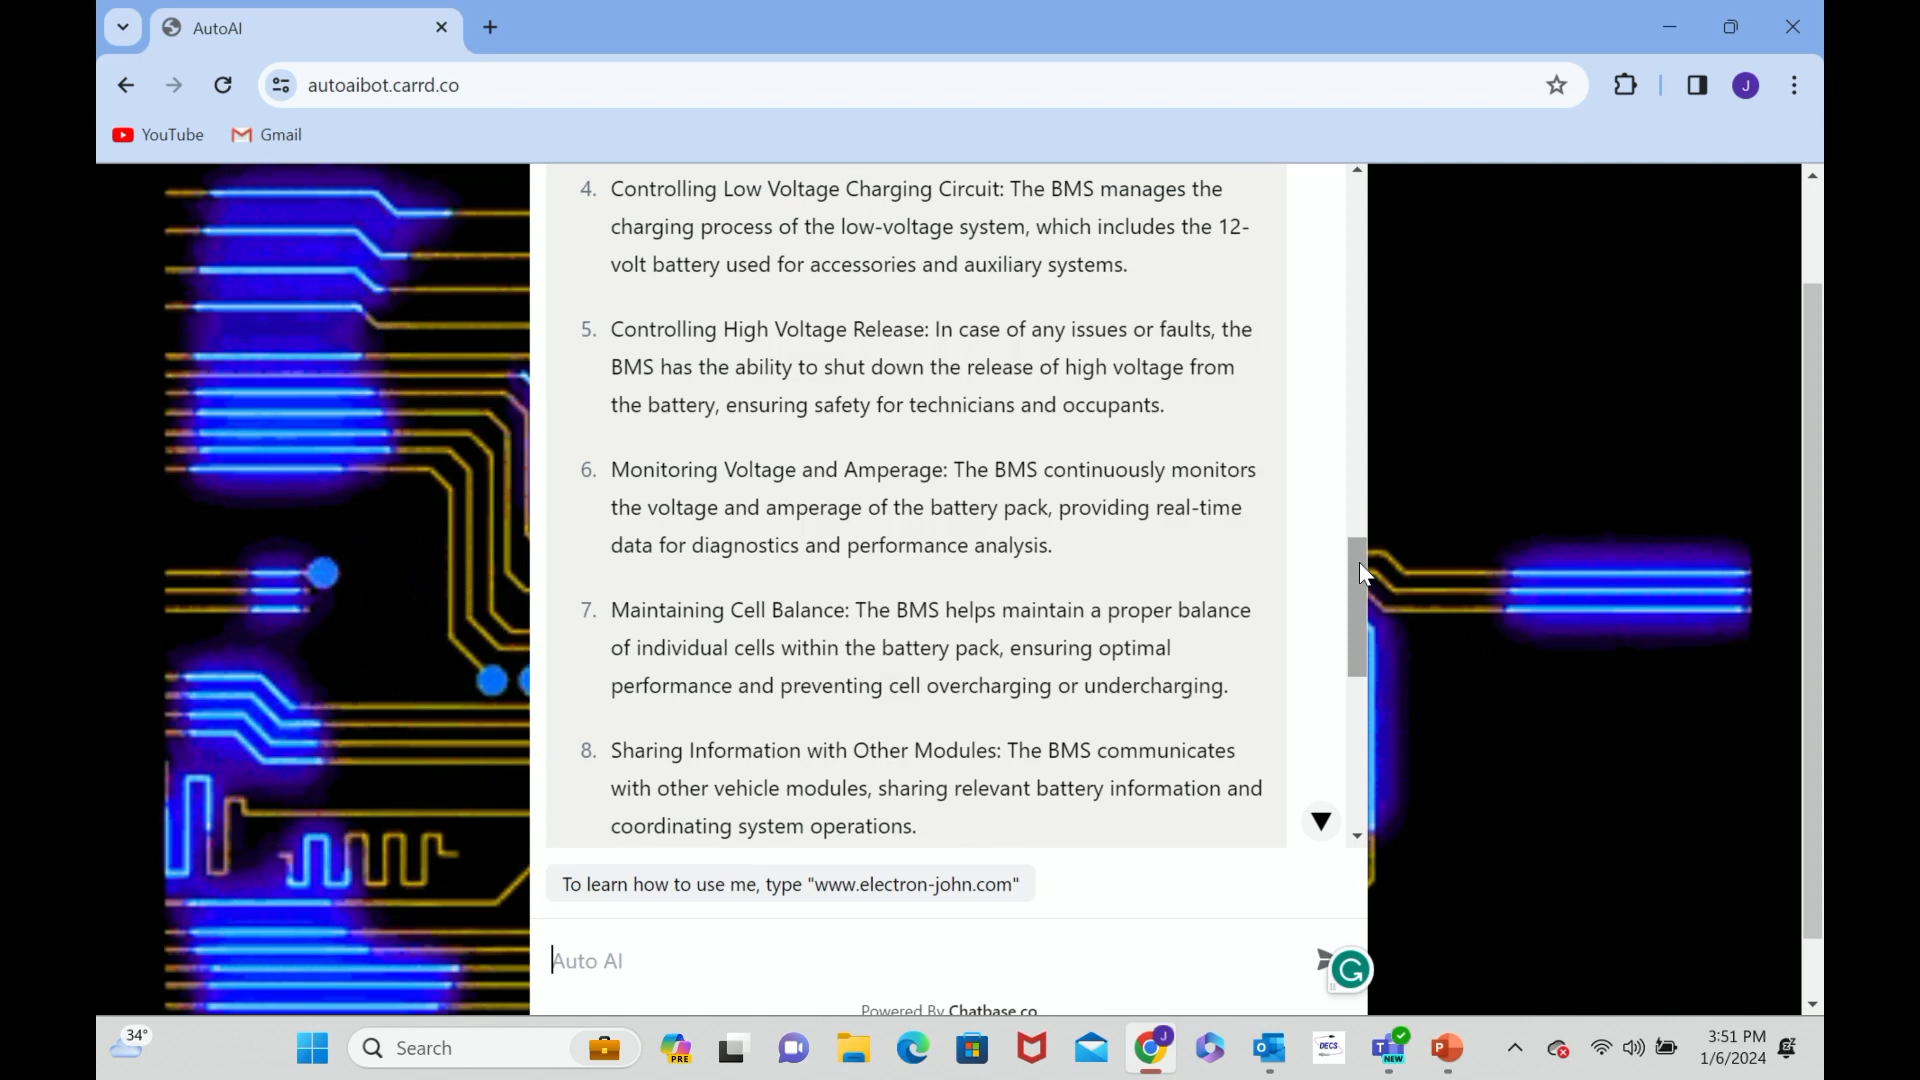 AutoAI
autoaibot.carrd.co
J
YouTube
Gmail
4. Controlling Low Voltage Charging Circuit: The BMS manages the
charging process of the low-voltage system, which includes the 12-
volt battery used for accessories and auxiliary systems.
5. Controlling High Voltage Release: In case of any issues or faults, the
BMS has the ability to shut down the release of high voltage from
the battery, ensuring safety for technicians and occupants.
6. Monitoring Voltage and Amperage: The BMS continuously monitors
the voltage and amperage of the battery pack, providing real-time
data for diagnostics and performance analysis.
7. Maintaining Cell Balance: The BMS helps maintain a proper balance
of individual cells within the battery pack, ensuring optimal
performance and preventing cell overcharging or undercharging.
8. Sharing Information with Other Modules: The BMS communicates
with other vehicle modules, sharing relevant battery information and
coordinating system operations.
To learn how to use me, type "www.electron-john.com"
Auto AI
Powered By Chatbase.co
34°
Search
PRE
J
DECS
T
NEW
P
3:51 PM
1/6/2024